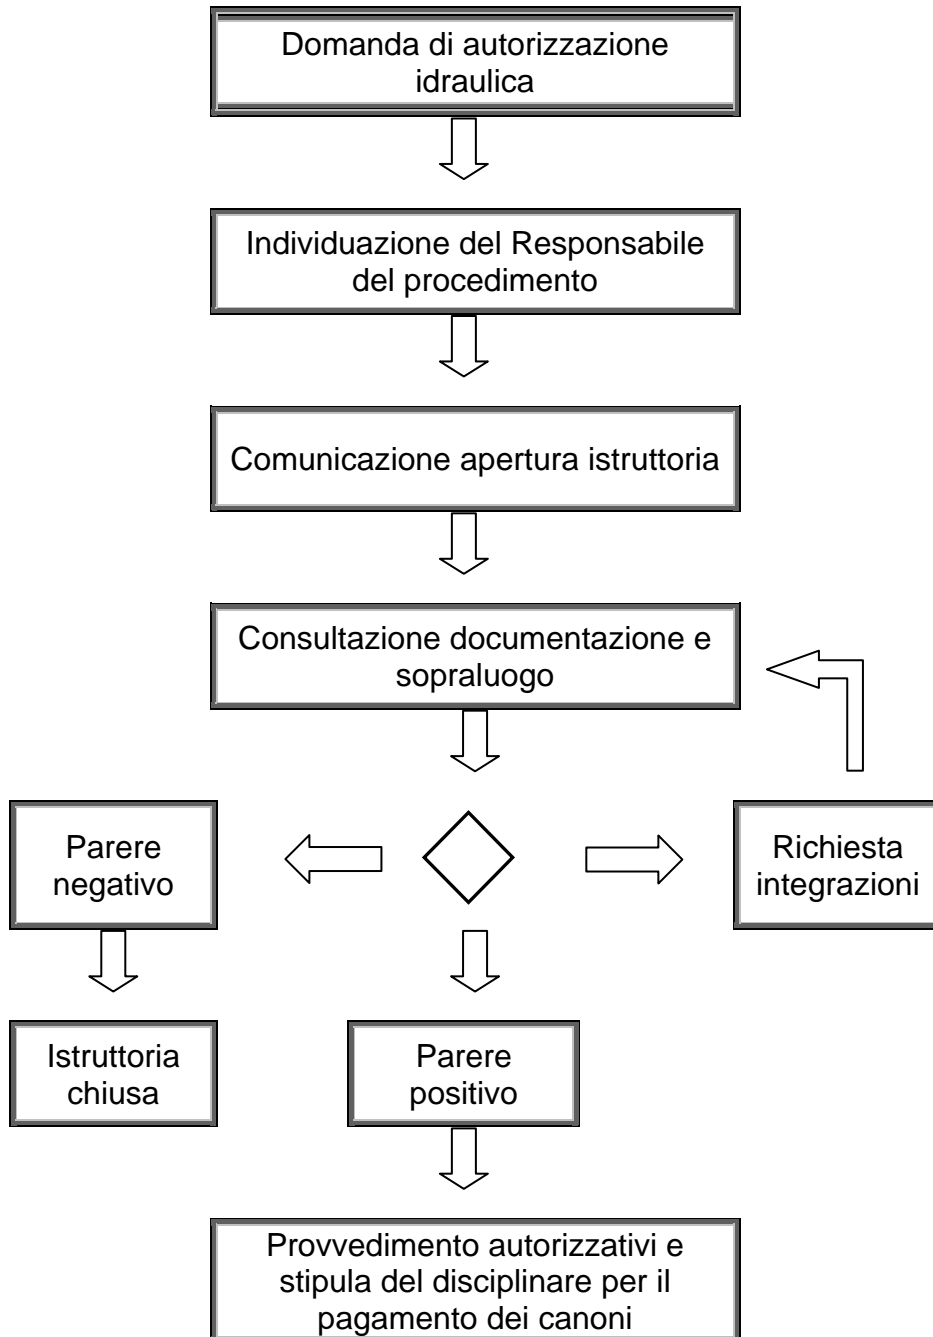 Domanda di autorizzazione
idraulica
Individuazione del Responsabile
del procedimento
Comunicazione apertura istruttoria
Consultazione documentazione e
sopraluogo
Parere
negativo
Richiesta
integrazioni
Istruttoria
chiusa
Parere
positivo
Provvedimento autorizzativi e
stipula del disciplinare per il
pagamento dei canoni